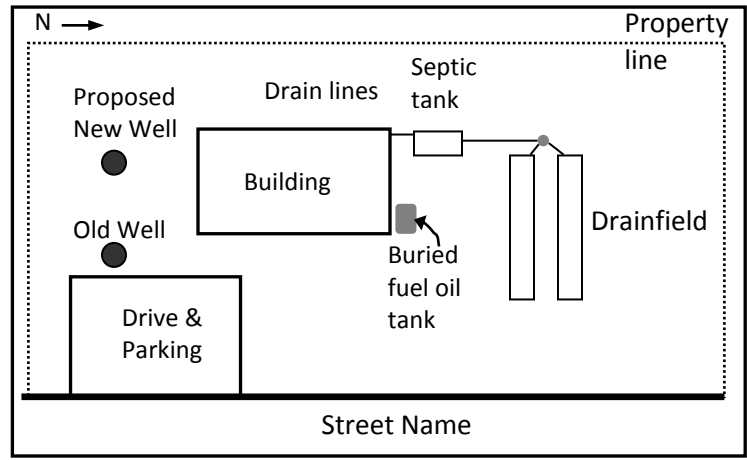 N
Property
line
Septic
tank
Drain lines
Proposed
New Well
Building
Drainfield
Old Well
Buried
fuel oil
tank
Drive &
Parking
Street Name